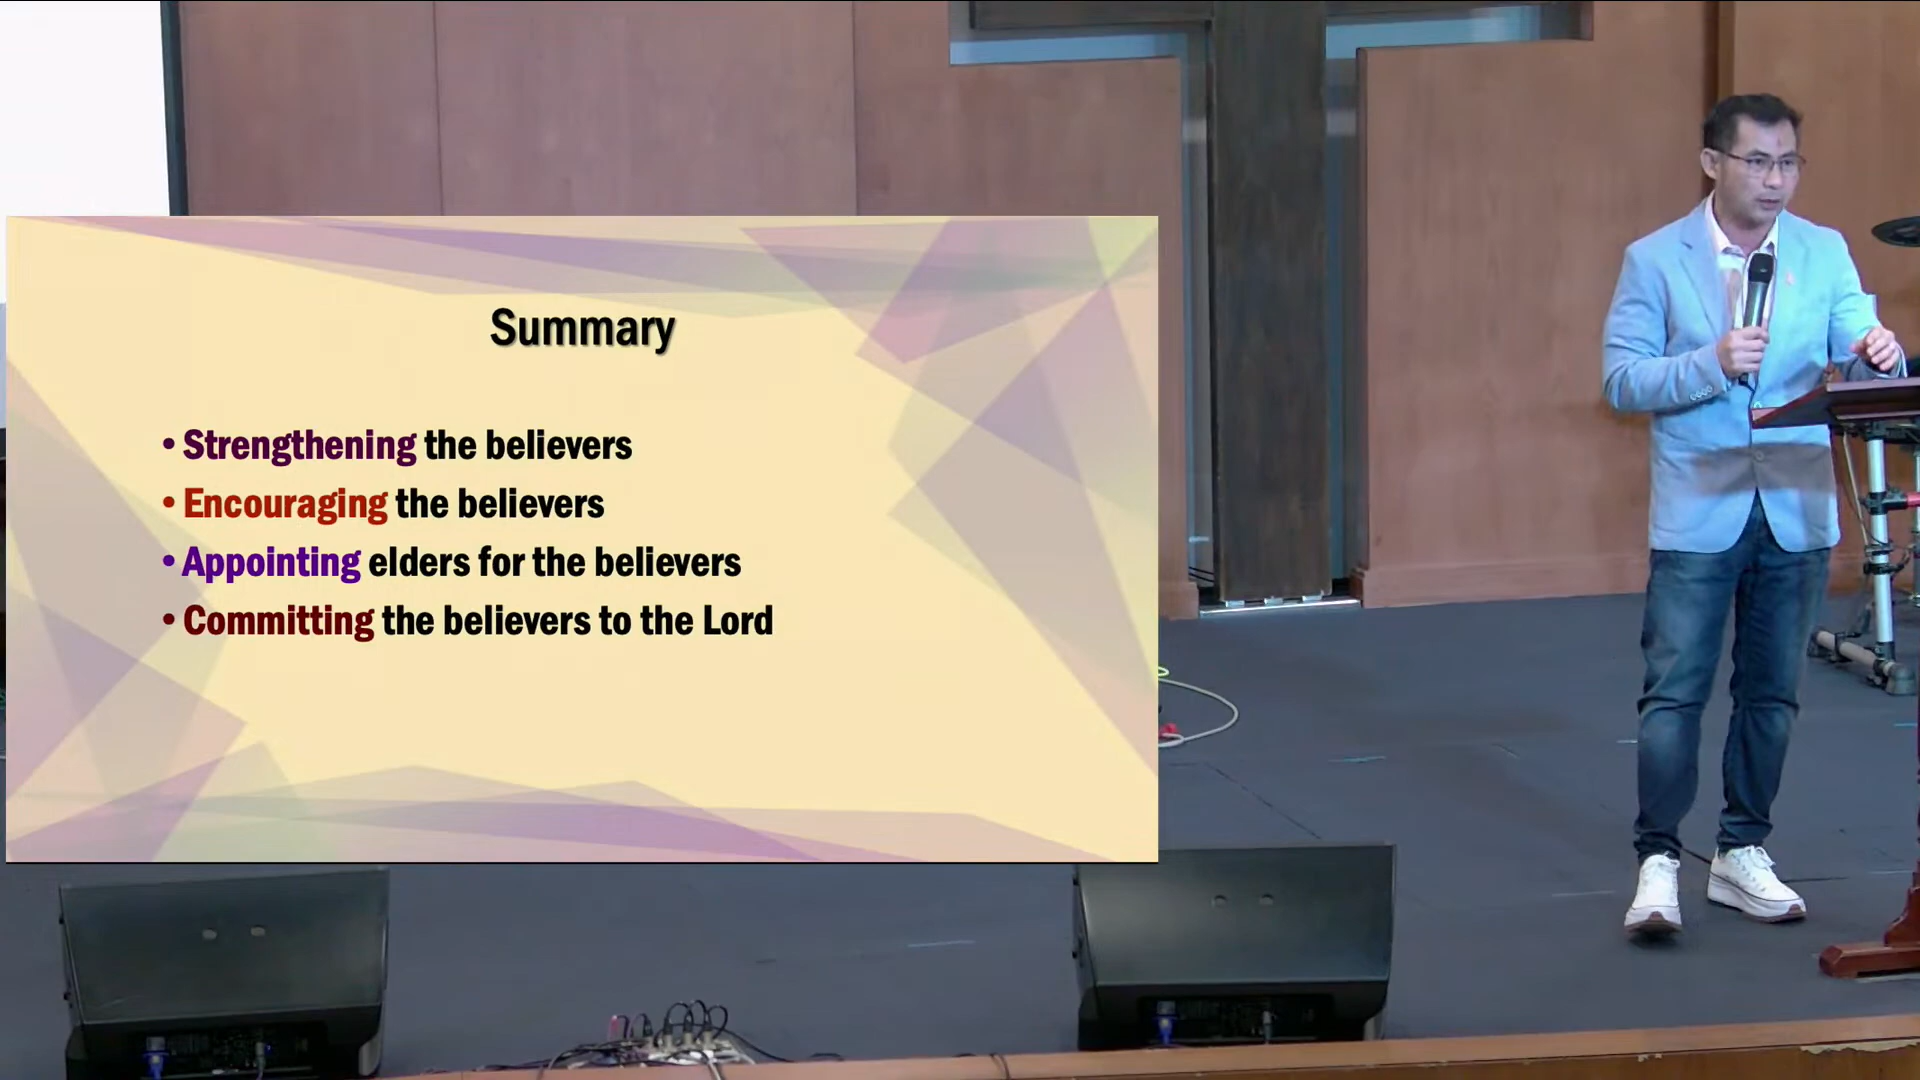 Summary
• Strengthening the believers
• Encouraging the believers
• Appointing elders for the believers
• Committing the believers to the Lord